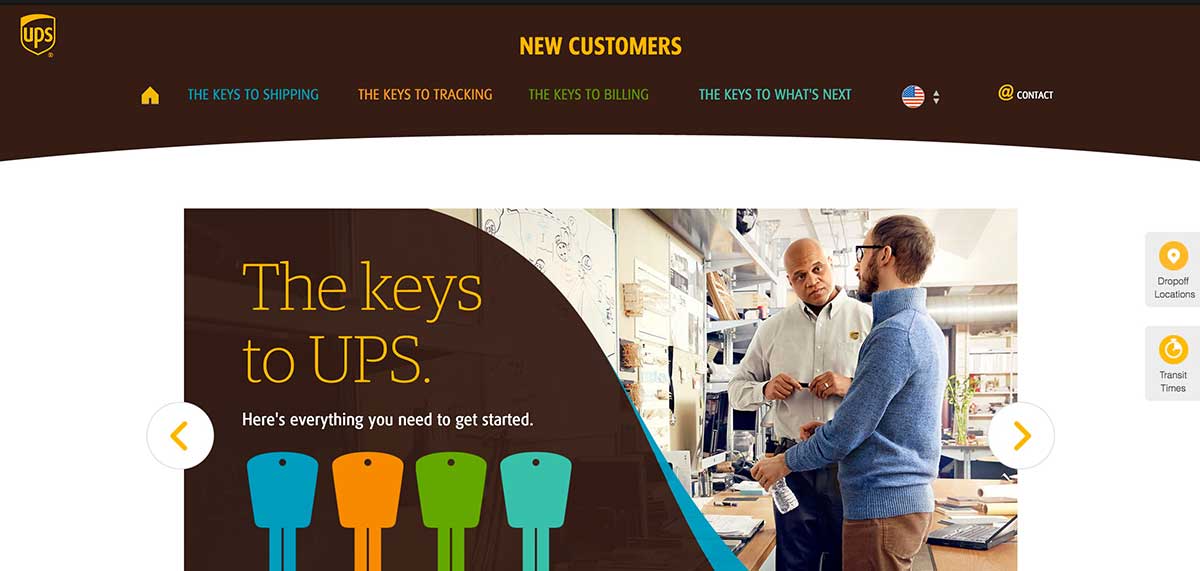 ups
NEW CUSTOMERS
THE KEYS TO SHIPPING
THE KEYS TO TRACKING
THE KEYS TO BILLING
THE KEYS TO WHAT'S NEXT
@ CONTACT
The keys
to UPS.
Here's everything you need to get started.
Dropoff
Locations
Transit
Times